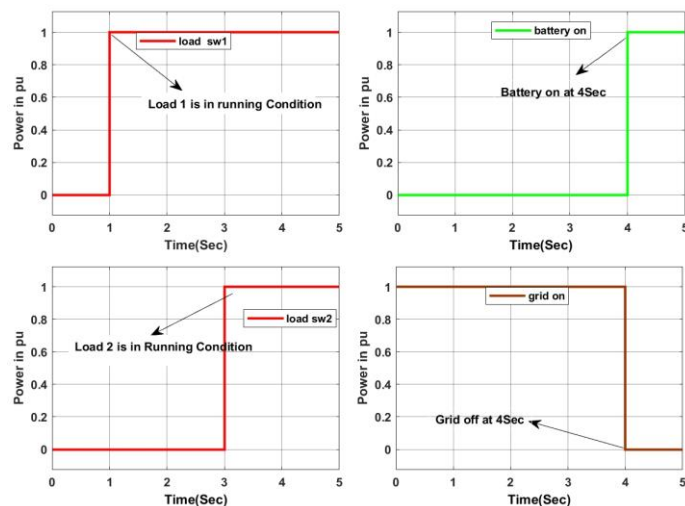 Power in pu
1
0.8
0.6
0.4
0.2
0
load sw1
Load 1 is in running Condition
0 1 2 3 4 5
Time(Sec)
Power in pu
1
0.8
0.6
0.4
0.2
0
battery on
Battery on at 4Sec
0 1 2 3 4 5
Time(Sec)
Power in pu
1
0.8
0.6
0.4
0.2
0
load sw2
Load 2 is in Running Condition
0 1 2 3 4 5
Time(Sec)
Power in pu
1
0.8
0.6
0.4
0.2
0
grid on
Grid off at 4Sec
0 1 2 3 4 5
Time(Sec)